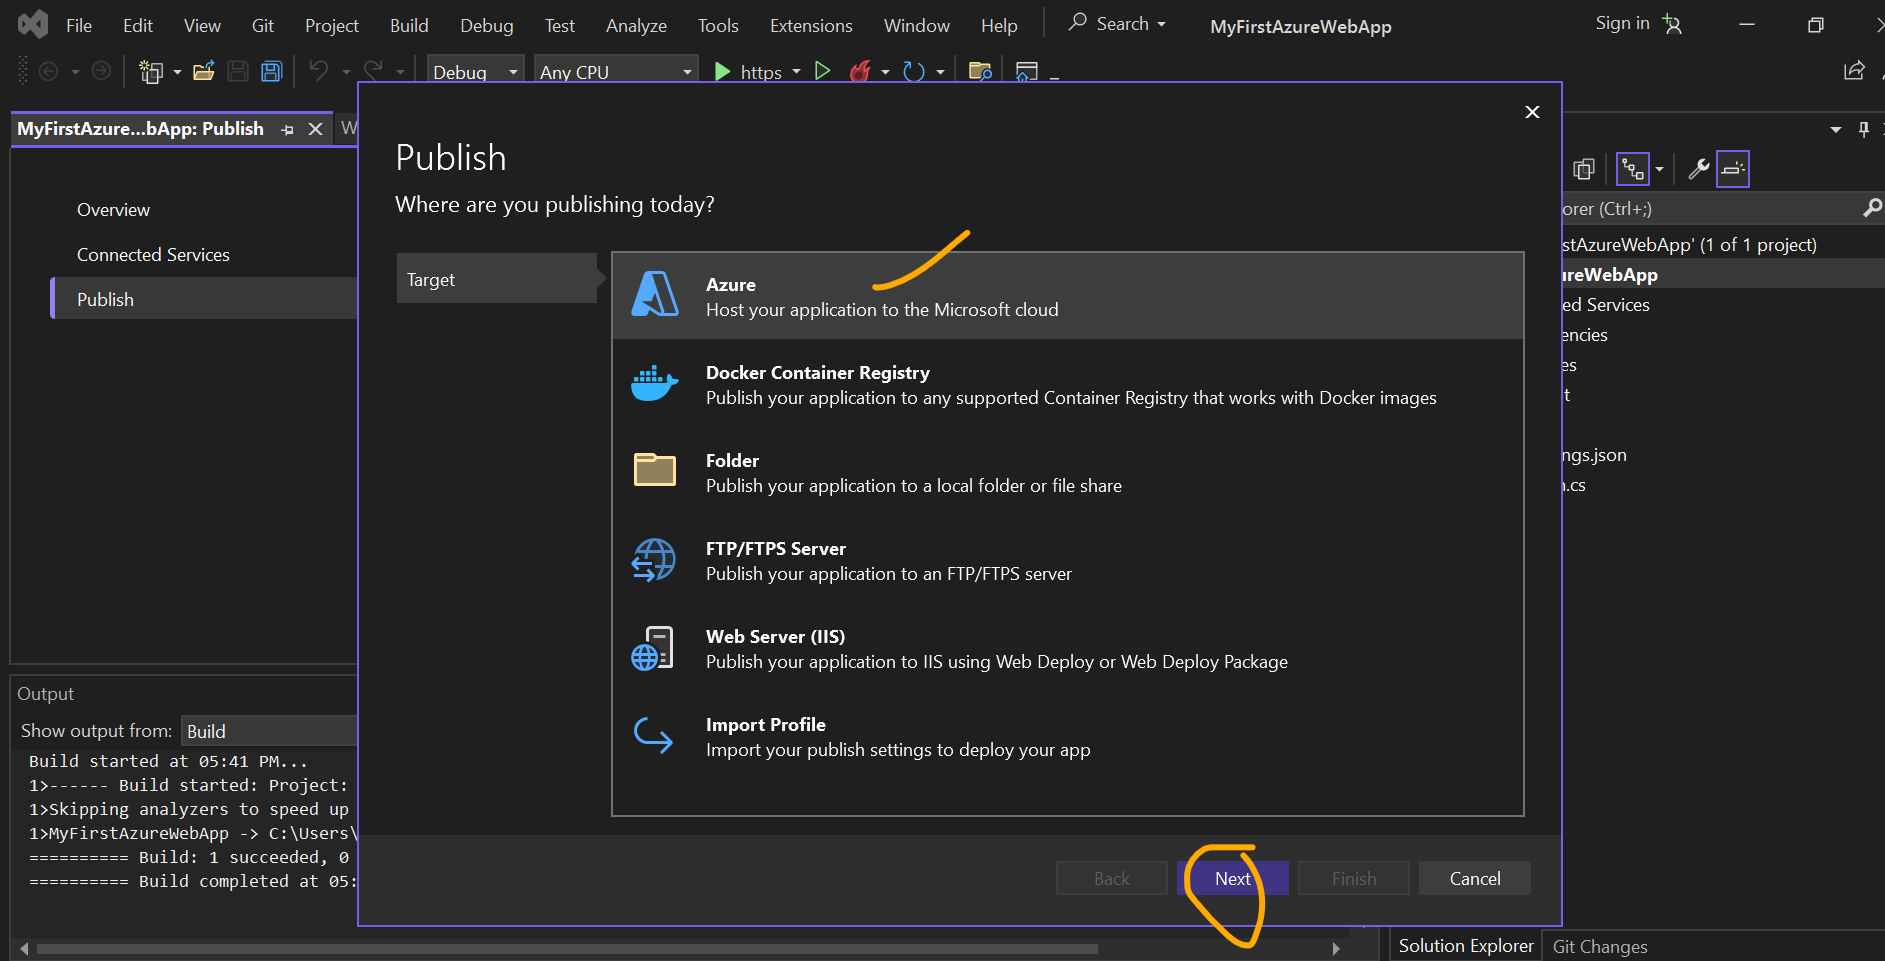 File Edit View Git Project Build Debug Test Analyze Tools Extensions Window Help Search MyFirstAzureWebApp Sign in
Debug Any CPU https
MyFirstAzure...bApp: Publish W
Overview
Connected Services
Publish
Publish
Where are you publishing today?
Target
Azure
Host your application to the Microsoft cloud
Docker Container Registry
Publish your application to any supported Container Registry that works with Docker images
Folder
Publish your application to a local folder or file share
FTP/FTPS Server
Publish your application to an FTP/FTPS server
Web Server (IIS)
Publish your application to IIS using Web Deploy or Web Deploy Package
Import Profile
Import your publish settings to deploy your app
Back Next Finish Cancel
orer (Ctrl+;)
stAzureWebApp' (1 of 1 project)
ureWebApp
ed Services
encies
es
t
ngs.json
.cs
Output
Show output from: Build
Build started at 05:41 PM...
1>------ Build started: Project:
1>Skipping analyzers to speed up
1>MyFirstAzureWebApp -> C:\Users\
========== Build: 1 succeeded, 0
========== Build completed at 05:
Solution Explorer Git Changes